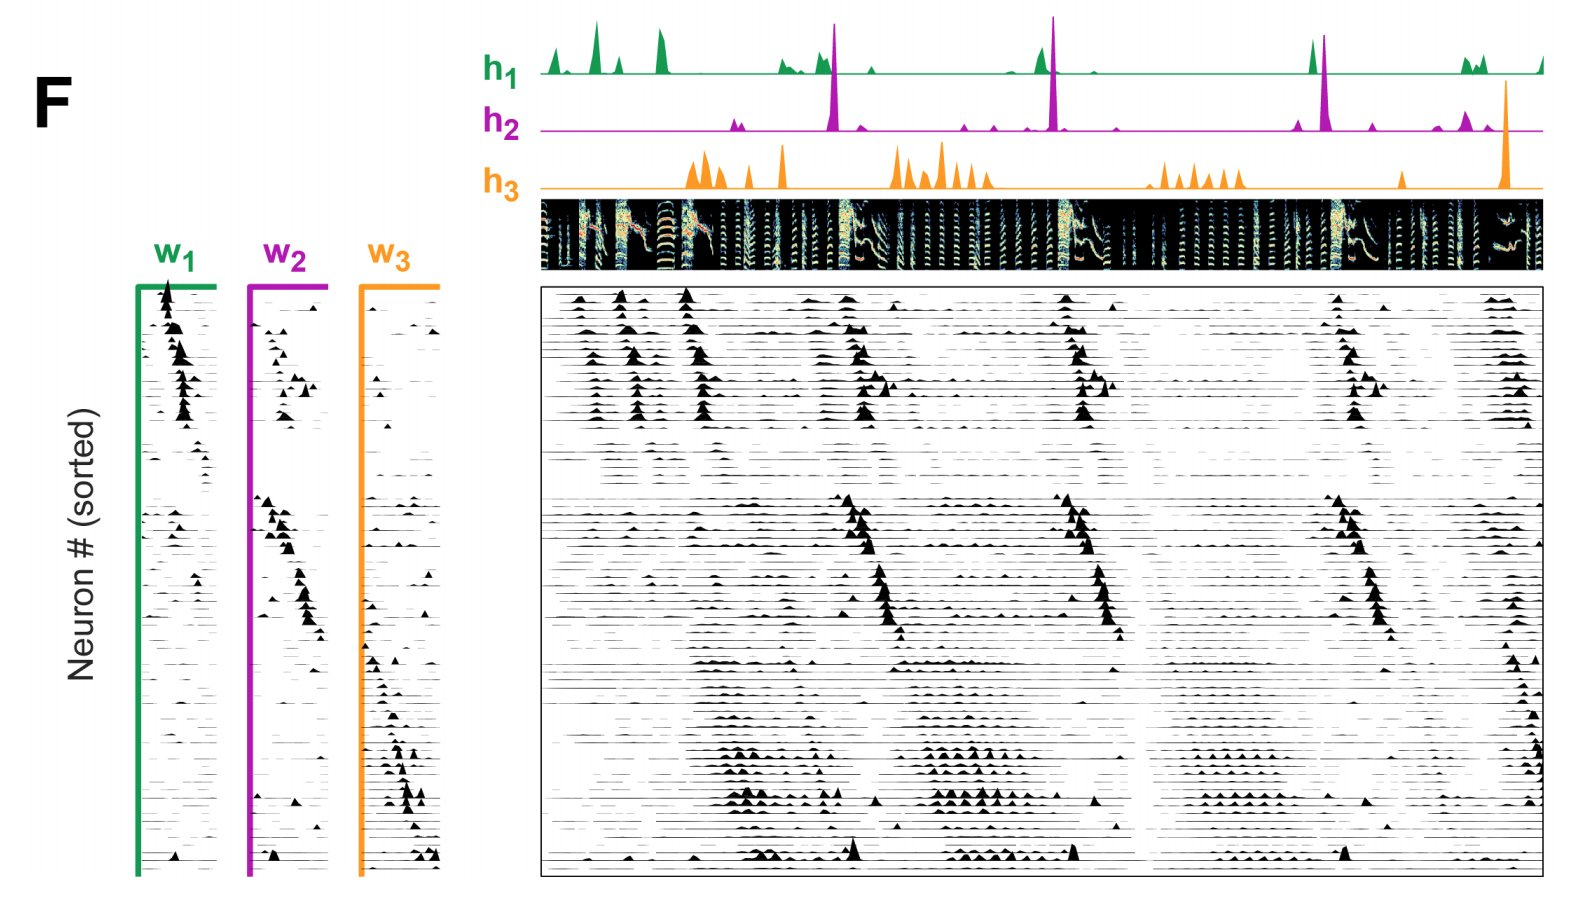 F
h1
h2
h3
w1 w2 w3
Neuron # (sorted)